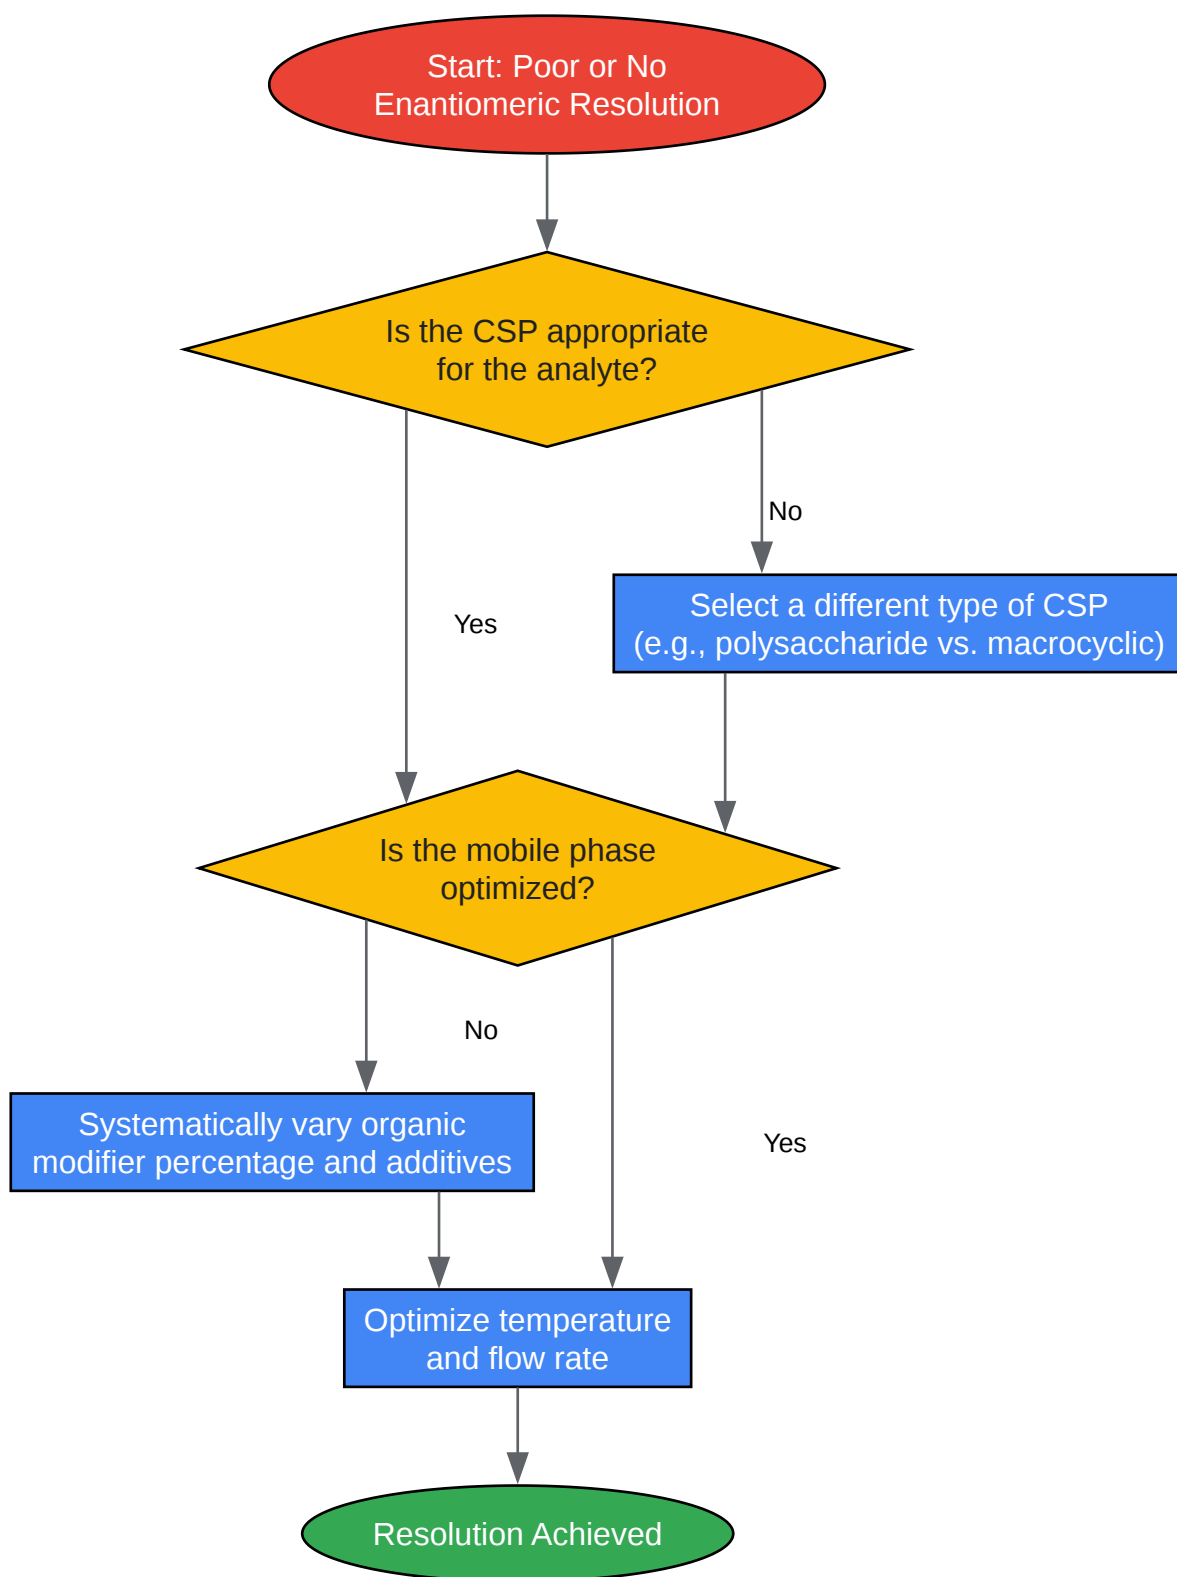 Start: Poor or No
Enantiomeric Resolution
Is the CSP appropriate
for the analyte?
No
Yes
Select a different type of CSP
(e.g., polysaccharide vs. macrocyclic)
Is the mobile phase
optimized?
No
Yes
Systematically vary organic
modifier percentage and additives
Optimize temperature
and flow rate
Resolution Achieved